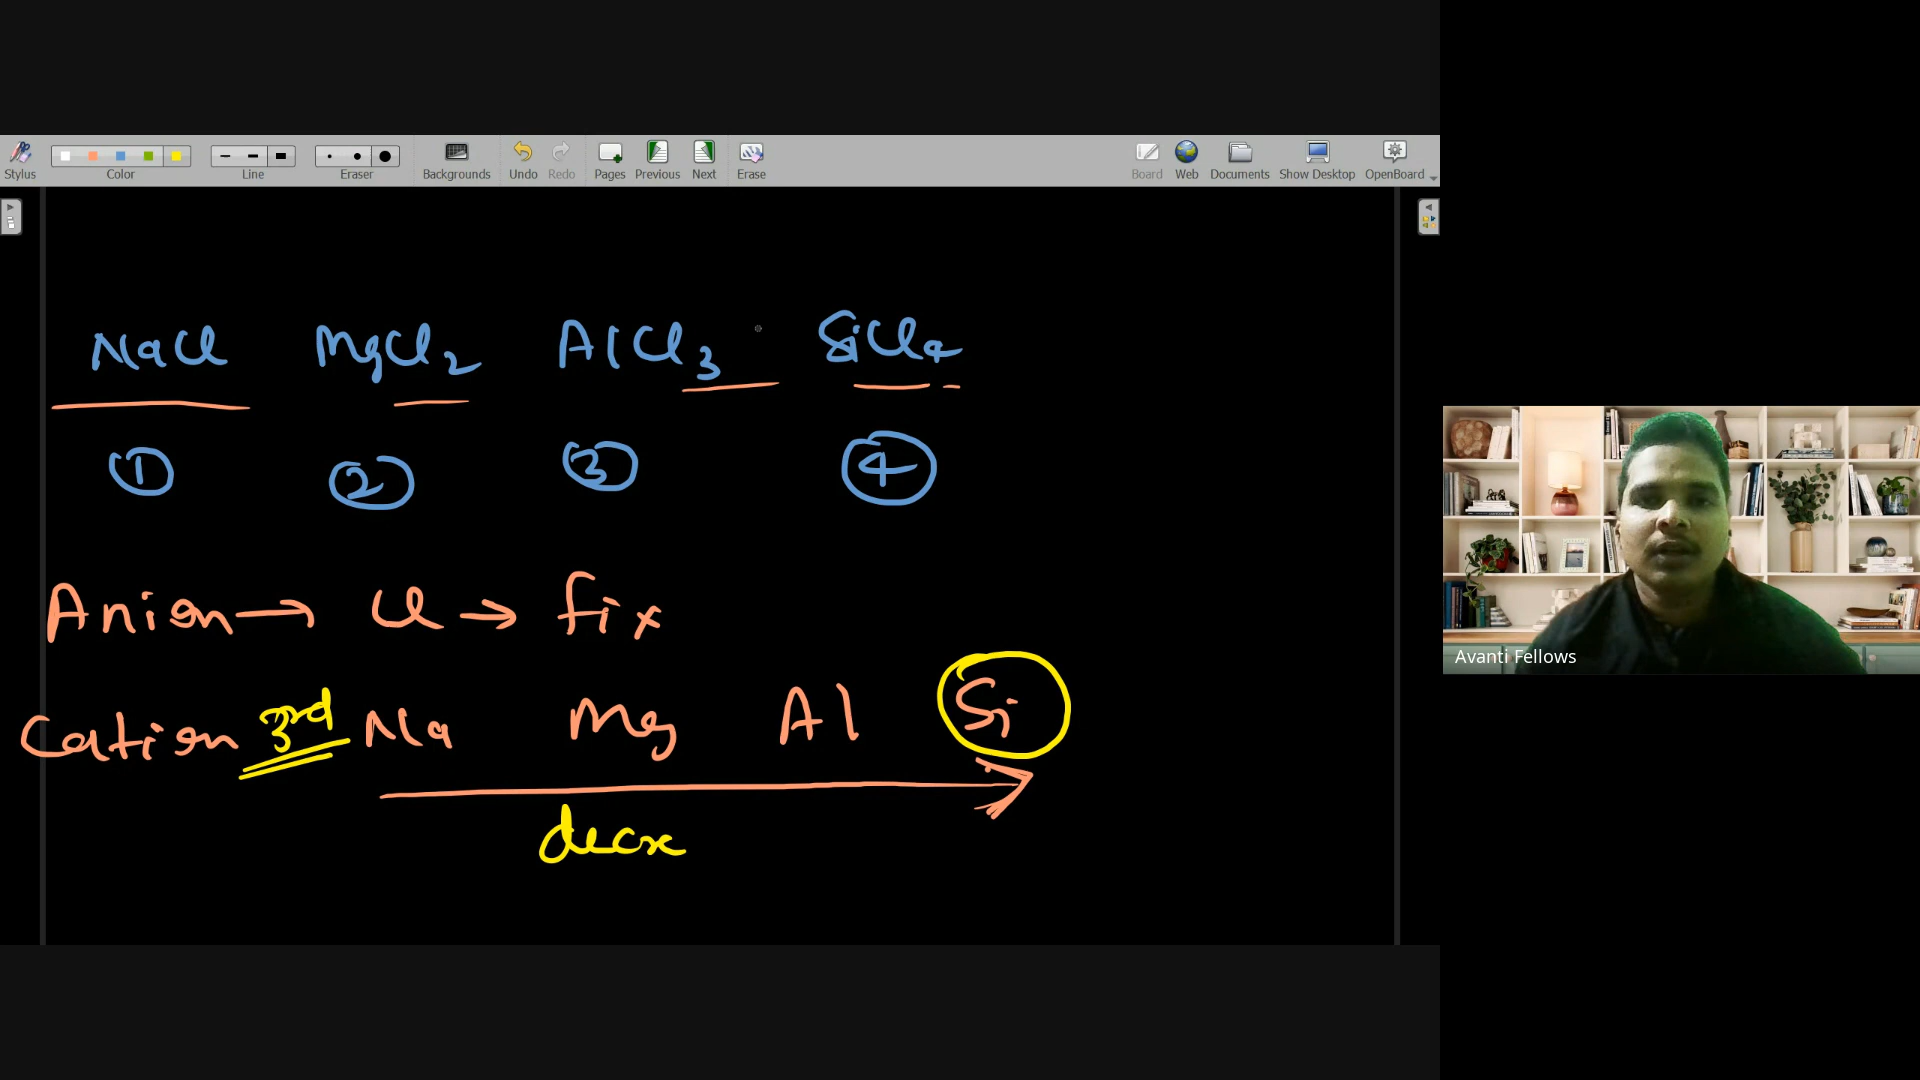 Stylus Color Line Eraser Backgrounds Undo Redo Pages Previous Next Erase Board Web Documents Show Desktop OpenBoard
NaCl MgCl2 AlCl3 SiCl4
1 2 3 4
Anion → Cl → fix
Cation 3rd Na Mg Al Si
decr
Avanti Fellows